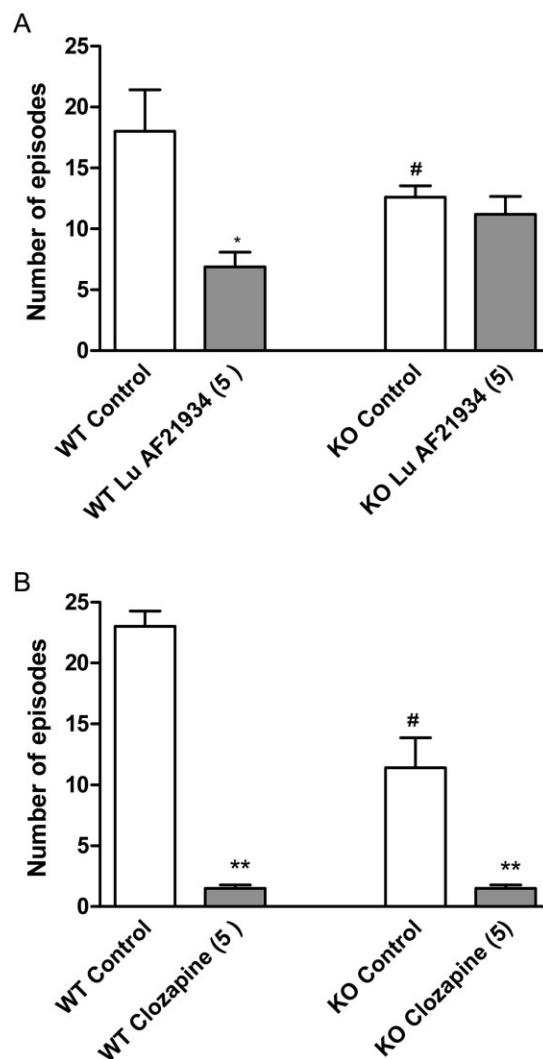 A
Number of episodes
25
20
15
10
5
0
*
#
WT Control
WT Lu AF21934 (5 )
KO Control
KO Lu AF21934 (5)
B
Number of episodes
25
20
15
10
5
0
**
#
**
WT Control
WT Clozapine (5 )
KO Control
KO Clozapine (5)